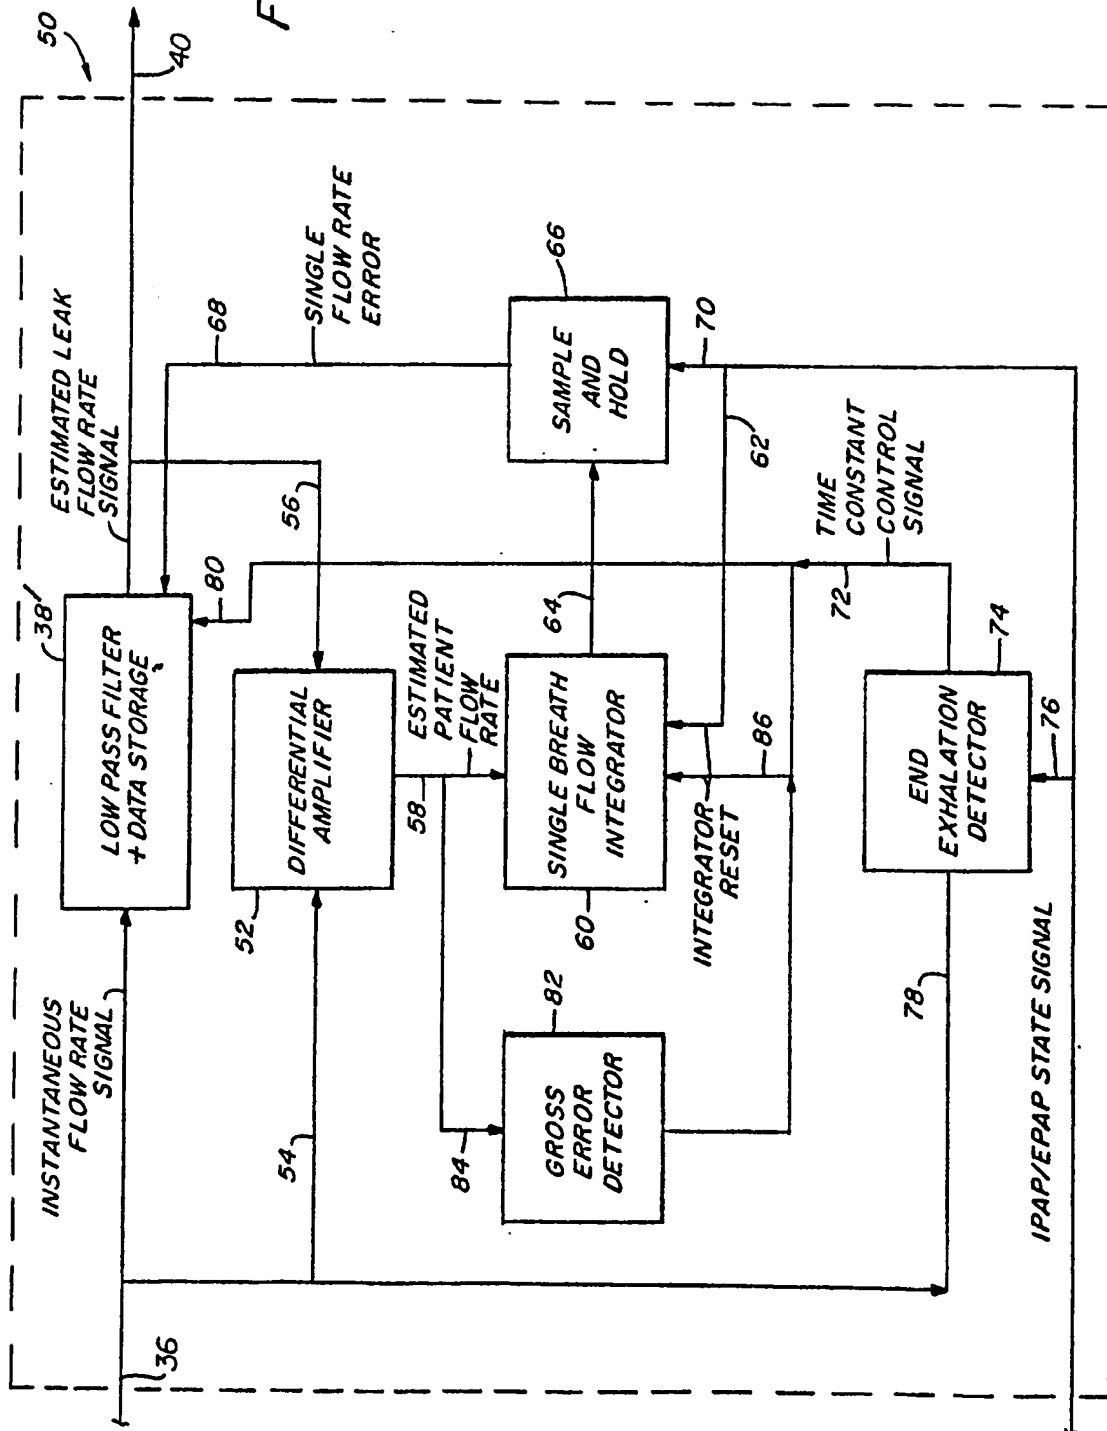 50
40
F
ESTIMATED LEAK
FLOW RATE
SIGNAL
68
SINGLE
FLOW RATE
ERROR
38'
LOW PASS FILTER
+ DATA STORAGE
80
56
66
SAMPLE
AND
HOLD
70
62
INSTANTANEOUS
FLOW RATE
SIGNAL
52
DIFFERENTIAL
AMPLIFIER
ESTIMATED
PATIENT
FLOW
RATE
58
64
SINGLE BREATH
FLOW
INTEGRATOR
60
TIME
CONSTANT
CONTROL
SIGNAL
72
86
INTEGRATOR
RESET
74
END
EXHALATION
DETECTOR
76
54
84
GROSS
ERROR
DETECTOR
82
78
36
IPAP/EPAP STATE SIGNAL